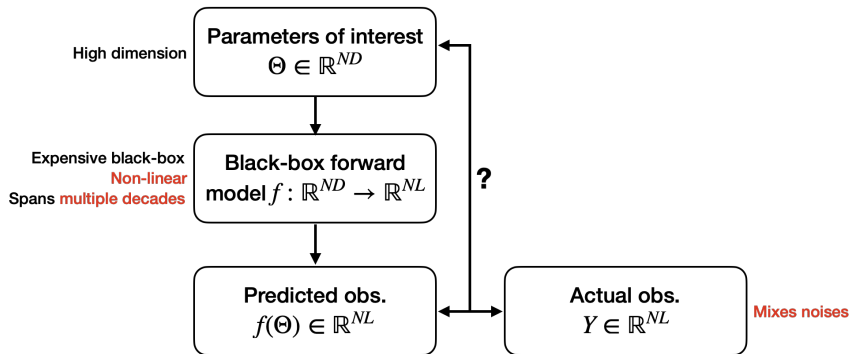 High dimension
Parameters of interest
Θ ∈ ℝ^{ND}
Expensive black-box
Non-linear
Spans multiple decades
Black-box forward
model f : ℝ^{ND} → ℝ^{NL}
?
Predicted obs.
f(Θ) ∈ ℝ^{NL}
Actual obs.
Y ∈ ℝ^{NL}
Mixes noises